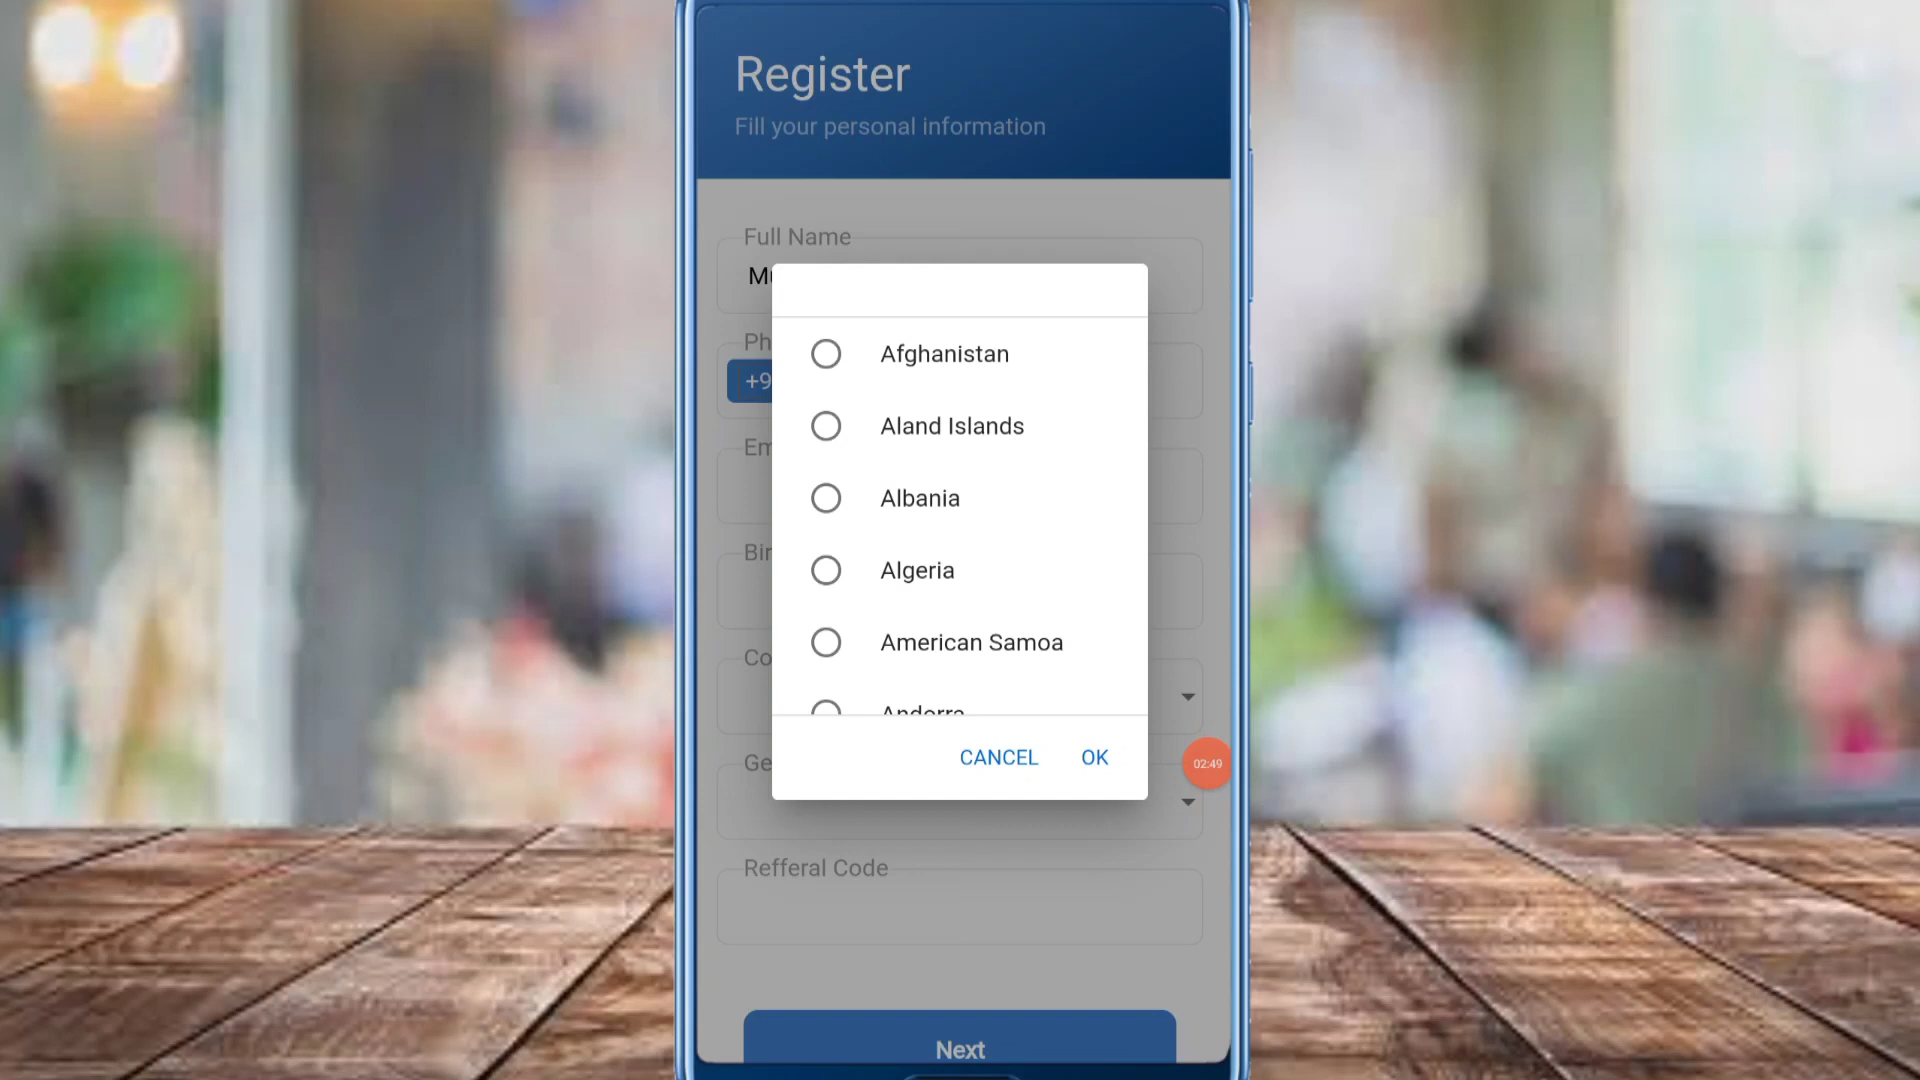 Register
Fill your personal information
Full Name
Afghanistan
Aland Islands
Albania
Algeria
American Samoa
Andorra
CANCEL
OK
02:49
Refferal Code
Next